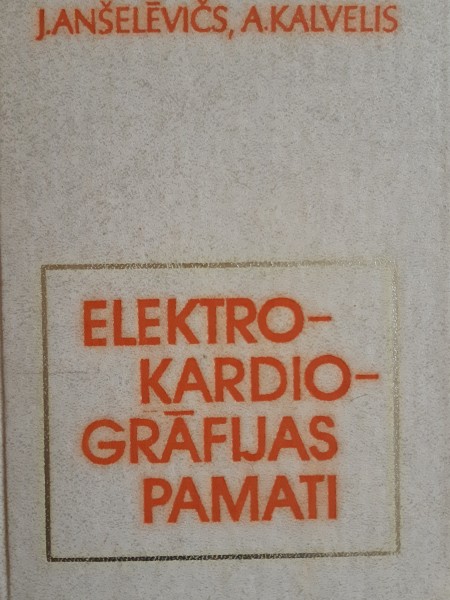 J.ANŠELĒVIČS, A.KALVELIS
ELEKTRO-
KARDIO-
GRĀFIJAS
PAMATI